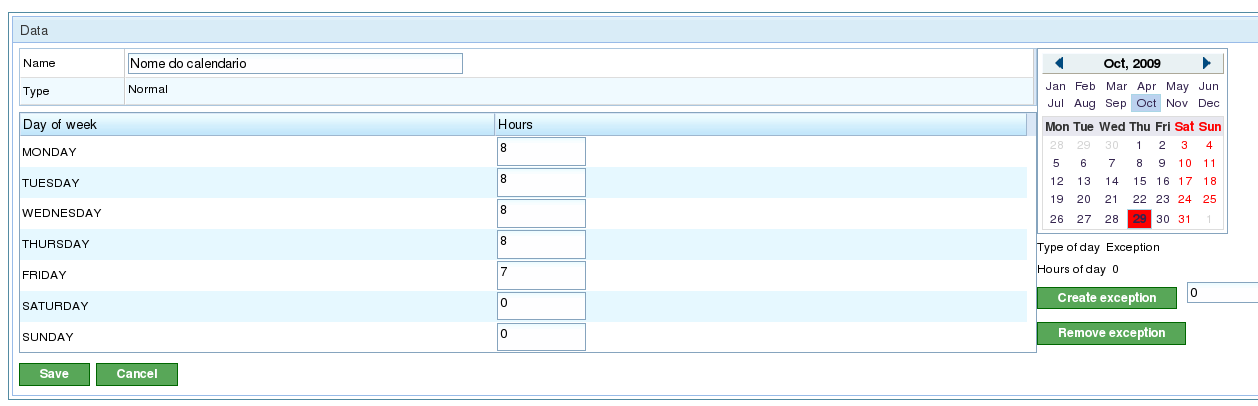 Data
Name Nome do calendario
Type Normal
Day of week Hours
MONDAY 8
TUESDAY 8
WEDNESDAY 8
THURSDAY 8
FRIDAY 7
SATURDAY 0
SUNDAY 0
Save Cancel
Oct, 2009
Jan Feb Mar Apr May Jun
Jul Aug Sep Oct Nov Dec
Mon Tue Wed Thu Fri Sat Sun
28 29 30 1 2 3 4
5 6 7 8 9 10 11
12 13 14 15 16 17 18
19 20 21 22 23 24 25
26 27 28 29 30 31 1
Type of day Exception
Hours of day 0
Create exception 0
Remove exception